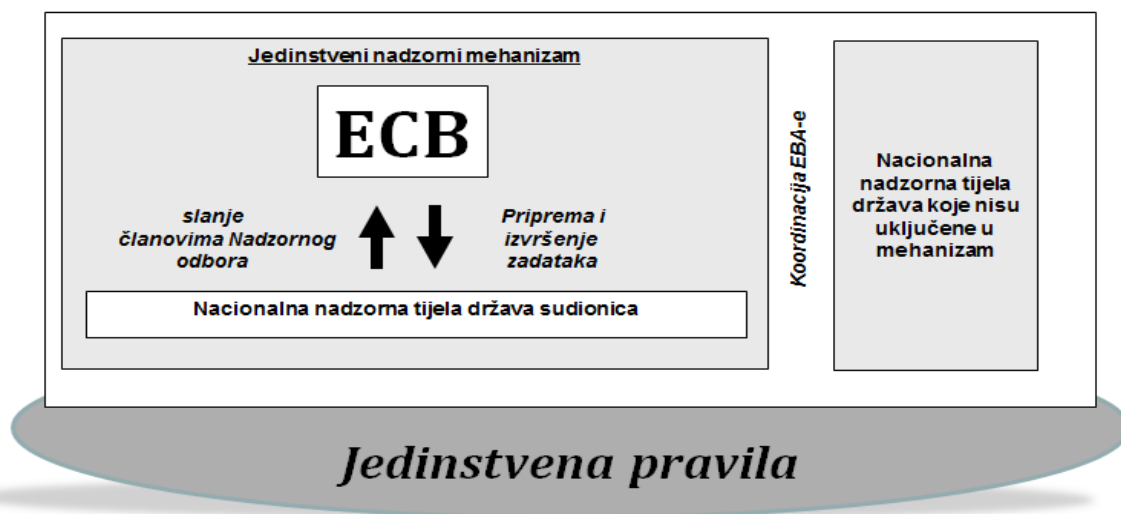 Jedinstveni nadzorni mehanizam
ECB
slanje
članovima Nadzornog
odbora
Priprema i
izvršenje
zadataka
Nacionalna nadzorna tijela država sudionica
Koordinacija EBA-e
Nacionalna
nadzorna tijela
država koje nisu
uključene u
mehanizam
Jedinstvena pravila